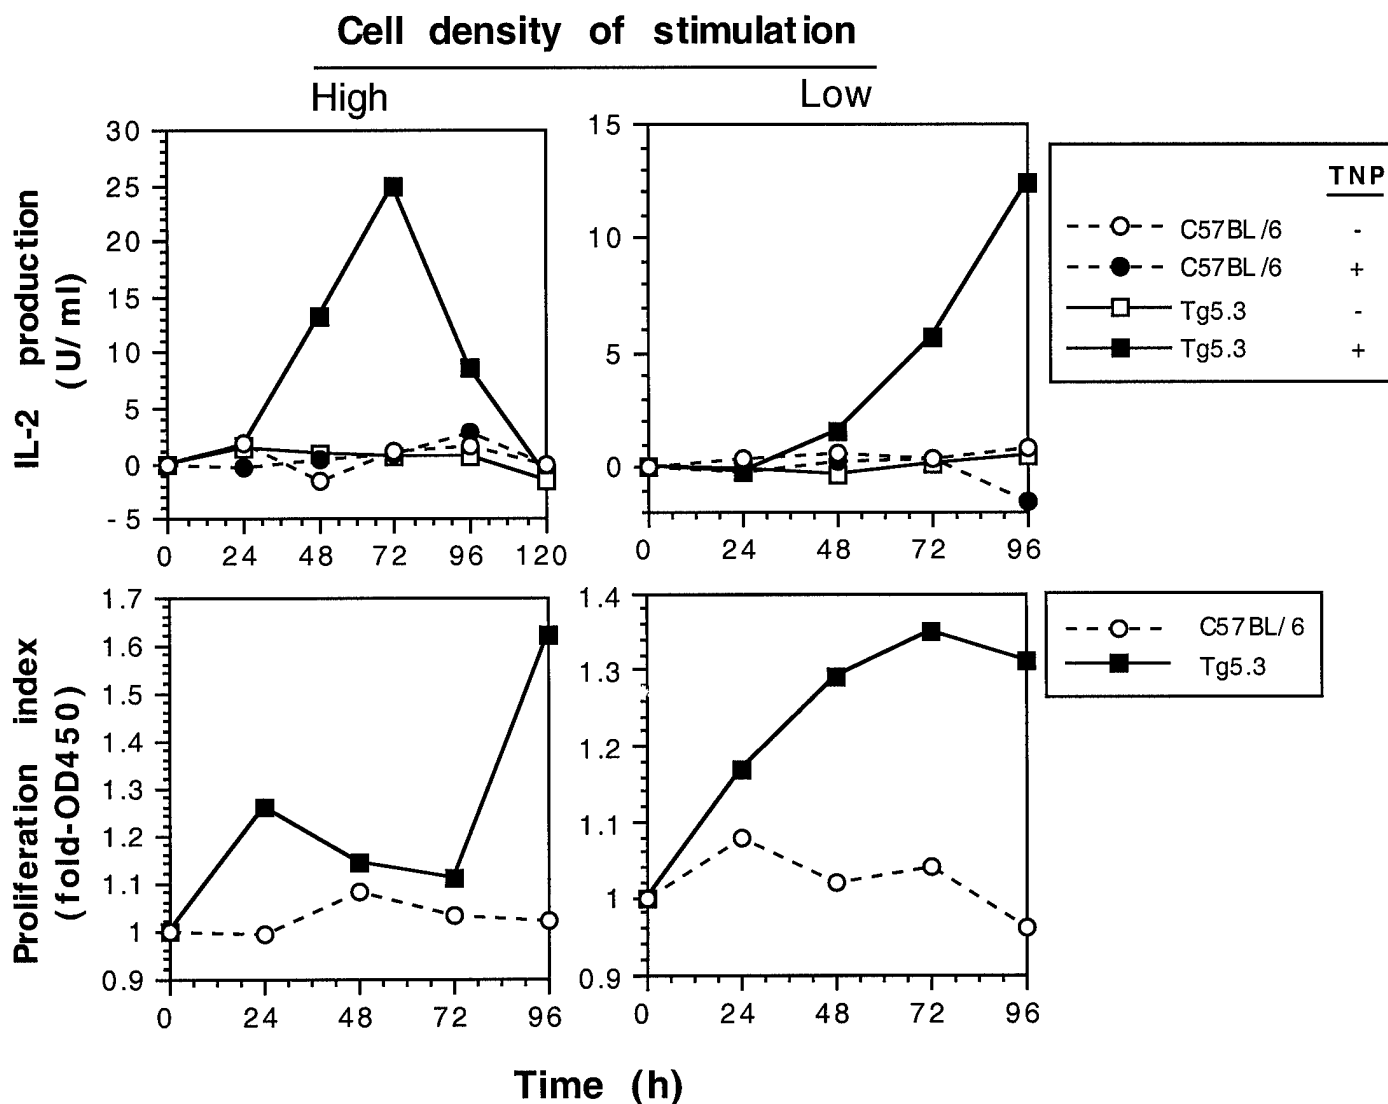 Cell density of stimulation
High
Low
IL-2 production
(U/ml)
30
25
20
15
10
5
0
-5
0 24 48 72 96 120
15
10
5
0
0 24 48 72 96
TNP
C57BL/6 -
C57BL/6 +
Tg5.3 -
Tg5.3 +
Proliferation index
(fold-OD450)
1.7
1.6
1.5
1.4
1.3
1.2
1.1
1
0.9
0 24 48 72 96
1.4
1.3
1.2
1.1
1
0.9
0 24 48 72 96
C57BL/6
Tg5.3
Time (h)